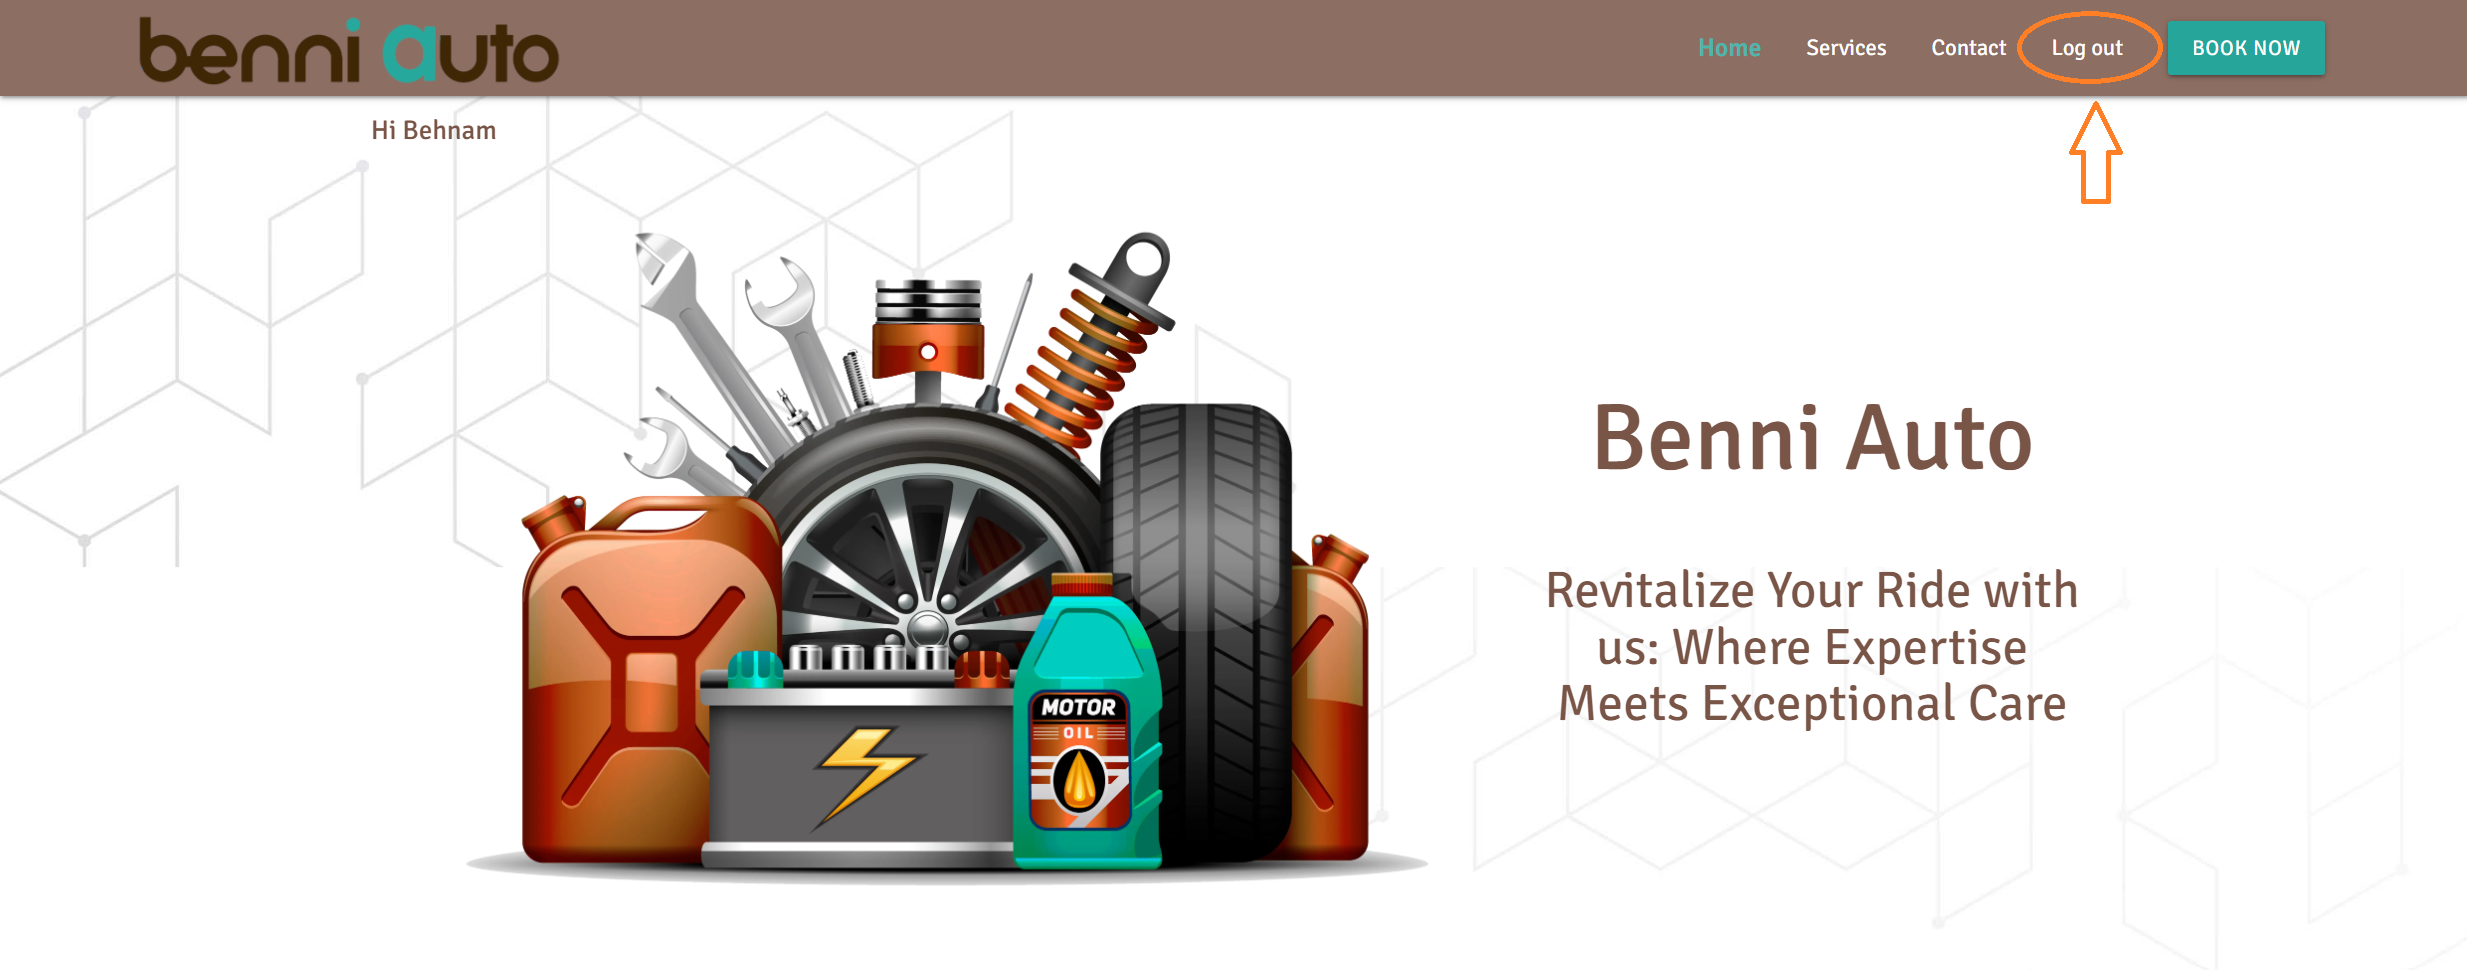 benni auto
Home Services Contact Log out BOOK NOW
Hi Behnam
Benni Auto
Revitalize Your Ride with
us: Where Expertise
Meets Exceptional Care
MOTOR
OIL